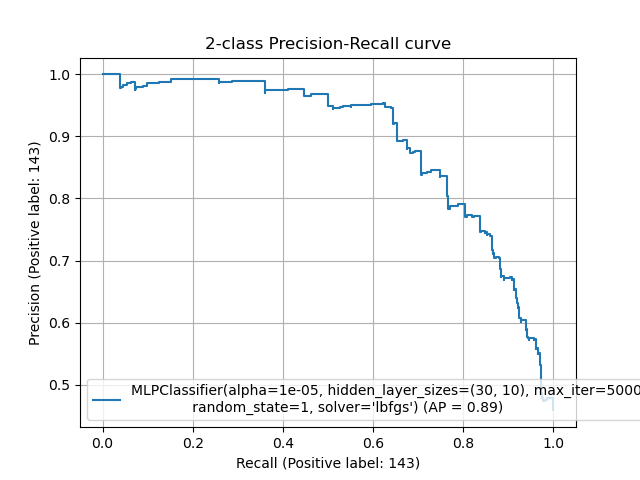 2-class Precision-Recall curve
1.0
0.9
0.8
0.7
0.6
0.5
Precision (Positive label: 143)
MLPClassifier(alpha=1e-05, hidden_layer_sizes=(30, 10), max_iter=5000
random_state=1, solver='lbfgs') (AP = 0.89)
0.0 0.2 0.4 0.6 0.8 1.0
Recall (Positive label: 143)